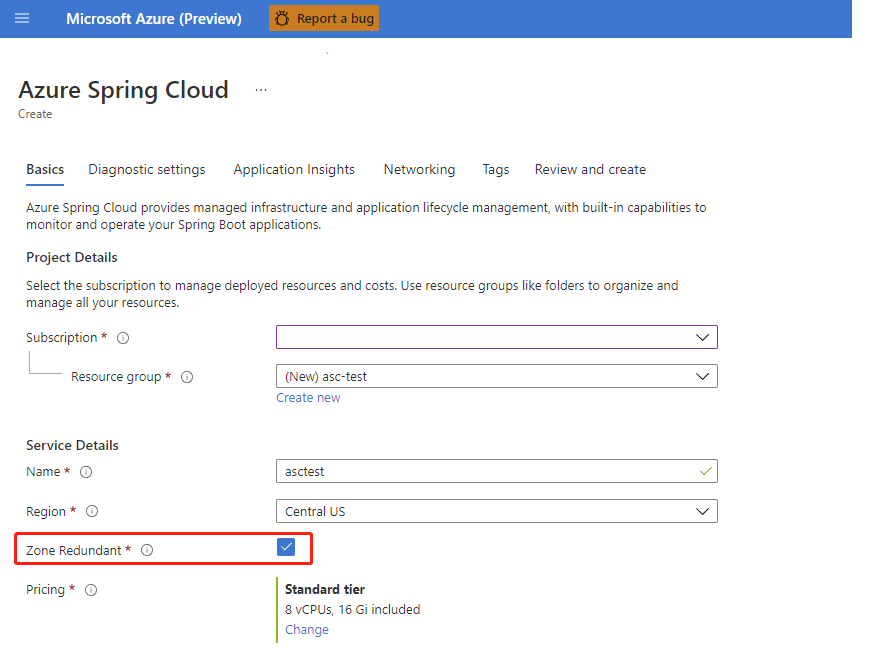 Microsoft Azure (Preview) Report a bug
Azure Spring Cloud ...
Create
Basics Diagnostic settings Application Insights Networking Tags Review and create
Azure Spring Cloud provides managed infrastructure and application lifecycle management, with built-in capabilities to
monitor and operate your Spring Boot applications.
Project Details
Select the subscription to manage deployed resources and costs. Use resource groups like folders to organize and
manage all your resources.
Subscription *
Resource group * (New) asc-test
Create new
Service Details
Name * asctest
Region * Central US
Zone Redundant *
Pricing * Standard tier
8 vCPUs, 16 Gi included
Change